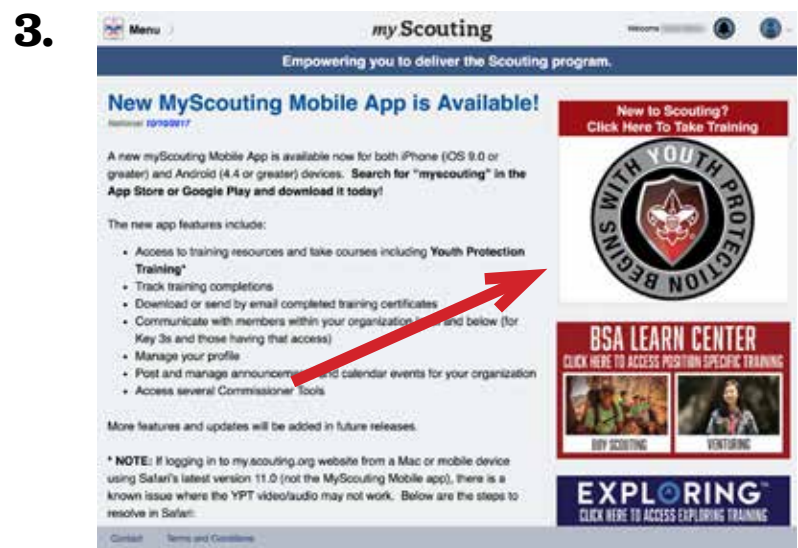 3.
Menu
my.Scouting
Welcome
Empowering you to deliver the Scouting program.
New MyScouting Mobile App is Available!
National 10/10/2017
A new myScouting Mobile App is available now for both iPhone (iOS 9.0 or
greater) and Android (4.4 or greater) devices. Search for "myscouting" in the
App Store or Google Play and download it today!
The new app features include:
• Access to training resources and take courses including Youth Protection
Training*
• Track training completions
• Download or send by email completed training certificates
• Communicate with members within your organization and below (for
Key 3s and those having that access)
• Manage your profile
• Post and manage announcements and calendar events for your organization
• Access several Commissioner Tools
More features and updates will be added in future releases.
* NOTE: If logging in to my.scouting.org website from a Mac or mobile device
using Safari's latest version 11.0 (not the MyScouting Mobile app), there is a
known issue where the YPT video/audio may not work. Below are the steps to
resolve in Safari:
New to Scouting?
Click Here To Take Training
YOUTH PROTECTION BEGINS WITH
BSA LEARN CENTER
CLICK HERE TO ACCESS POSITION SPECIFIC TRAINING
BOY SCOUTING
VENTURING
EXPLORING™
CLICK HERE TO ACCESS EXPLORING TRAINING
Contact Terms and Conditions